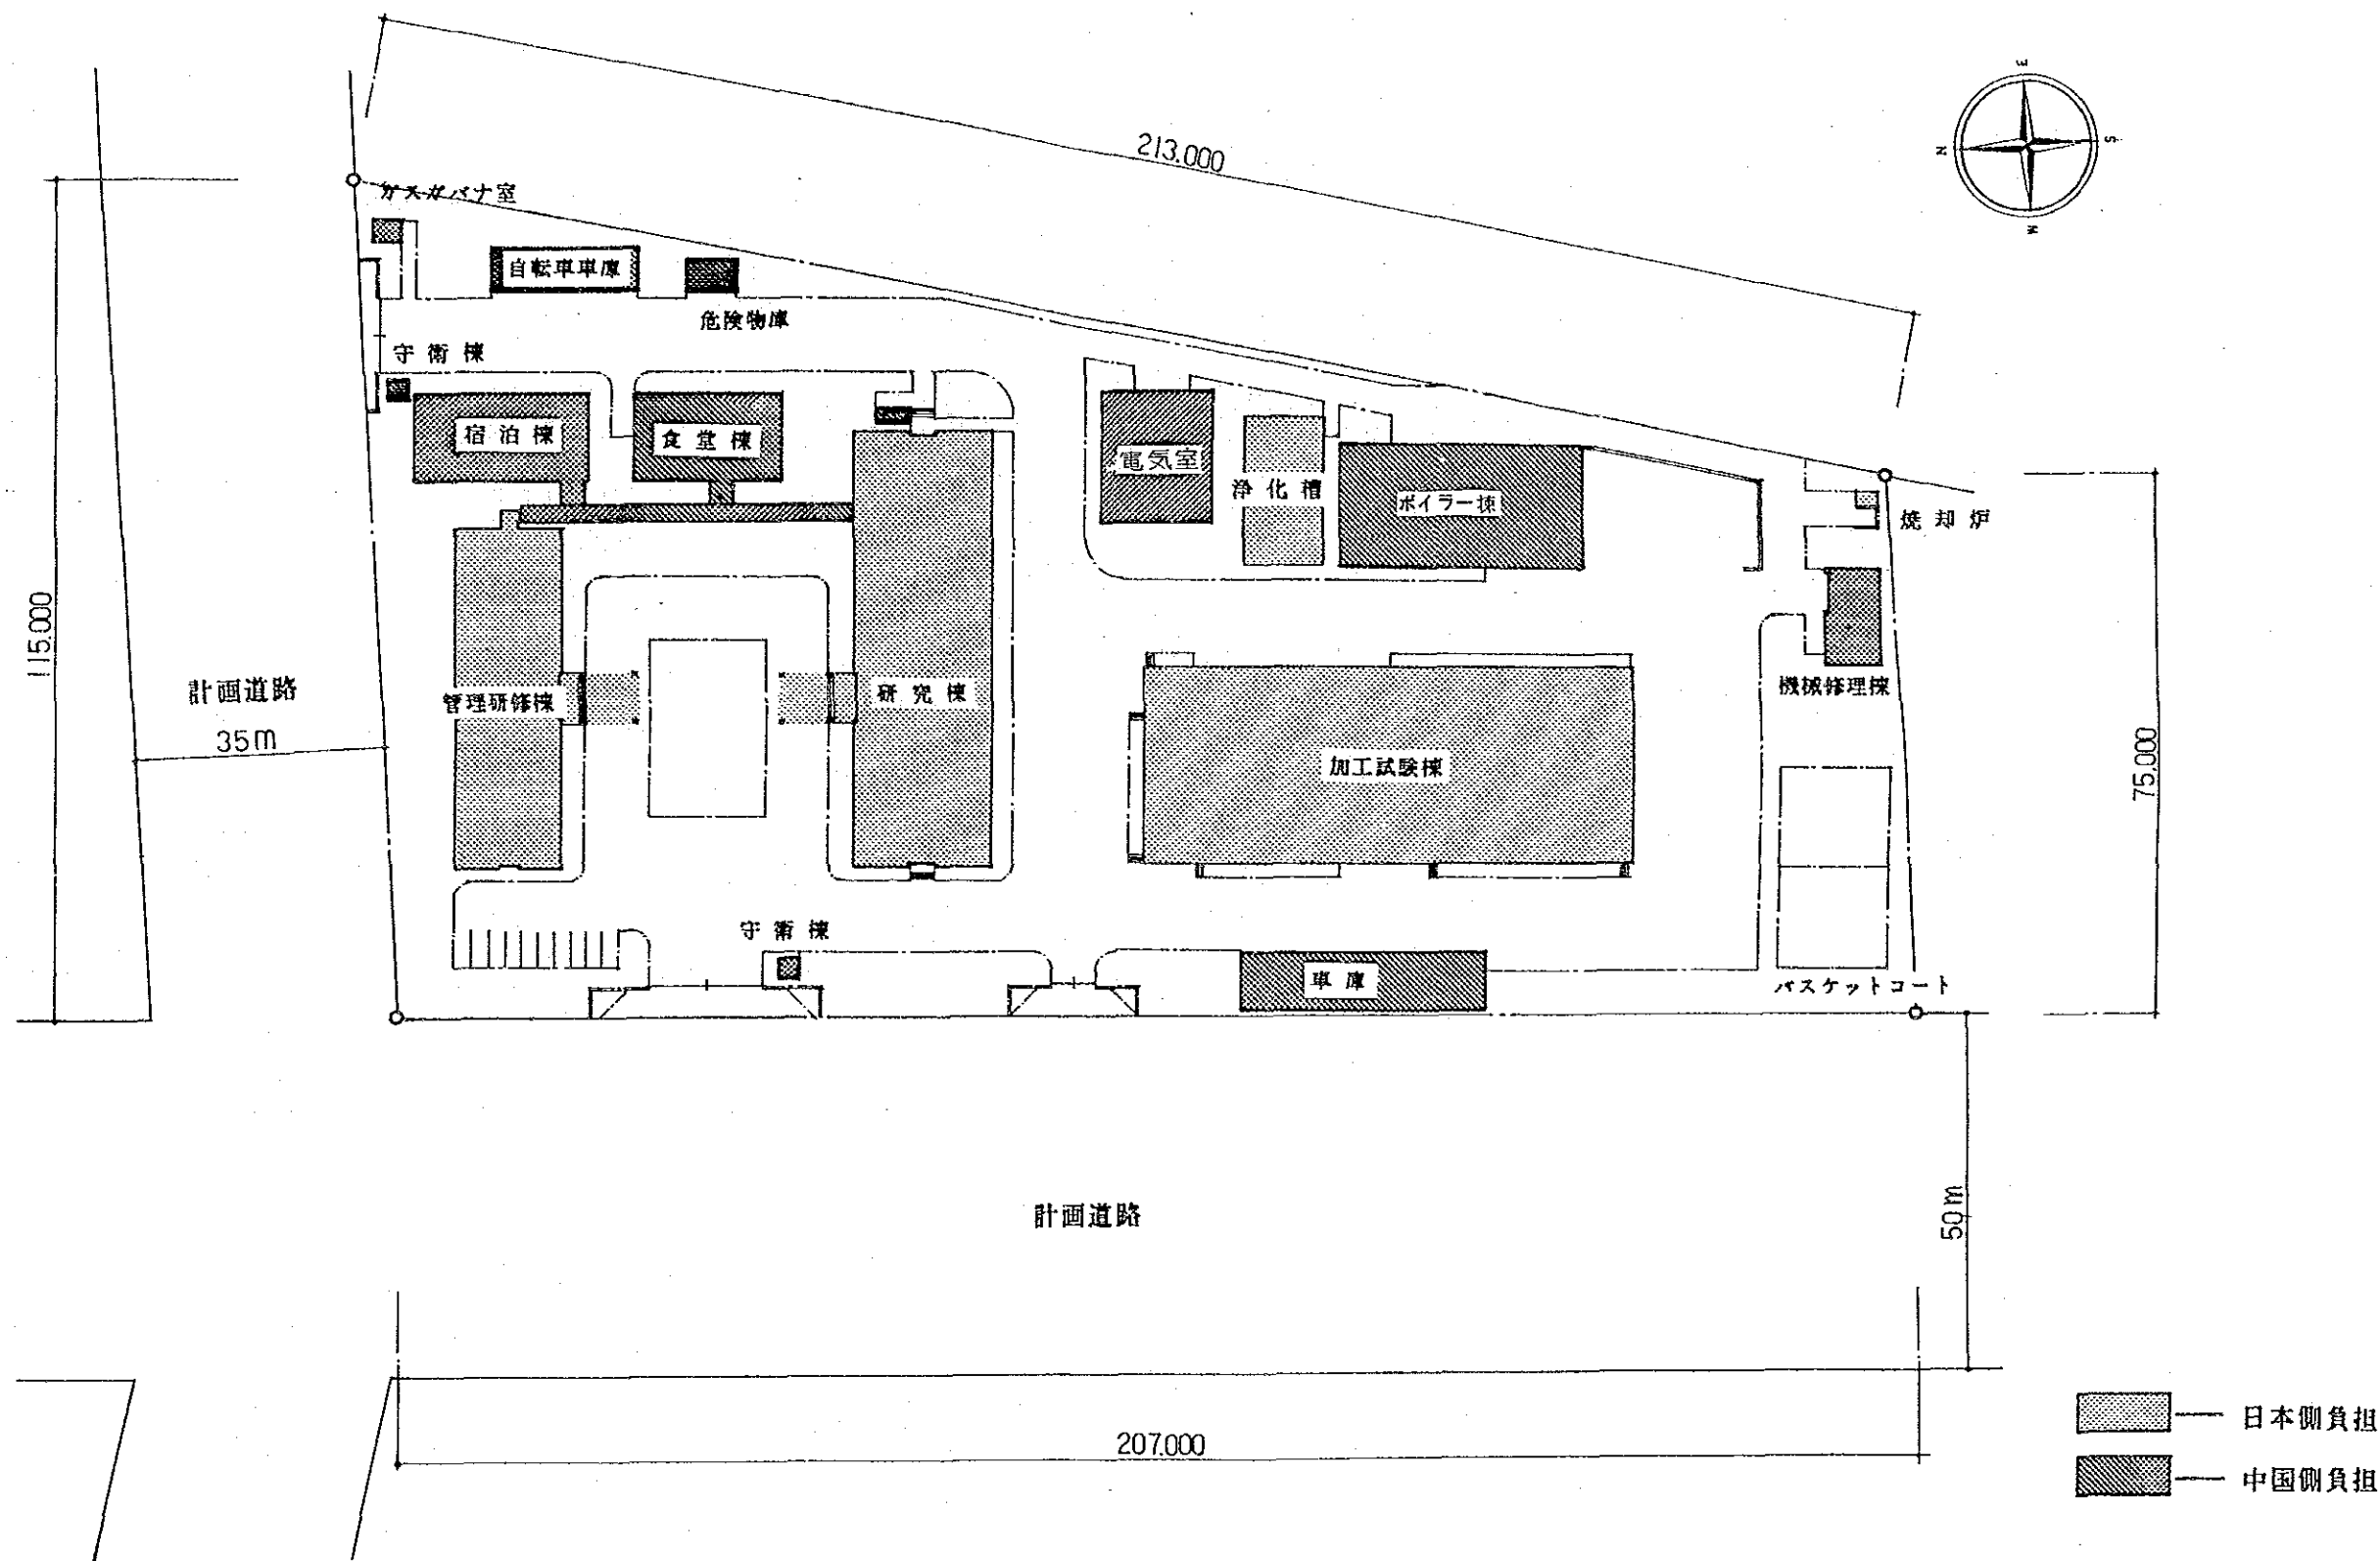 213.000
E
N
S
W
ガスガバナ室
自転車車庫
危険物庫
守衛棟
宿泊棟
食堂棟
電気室
浄化槽
ボイラー棟
焼却炉
115.000
計画道路
35m
管理研修棟
研究棟
機械修理棟
加工試験棟
75.000
守衛棟
車庫
バスケットコート
計画道路
50m
207.000
日本側負担
中国側負担